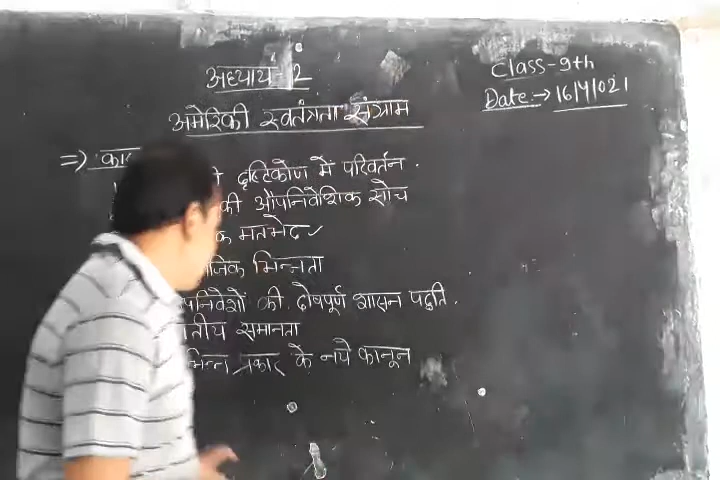 अध्याय - 2
Class-9th
Date:→ 16/4/021
अमेरिकी स्वतंत्रता संग्राम
=>
दृष्टिकोण में परिवर्तन .
की औपनिवेशिक सोच
मतभेद ✓
भिन्नता
की दोषपूर्ण शासन पद्धति .
समानता
प्रकार के नये कानून